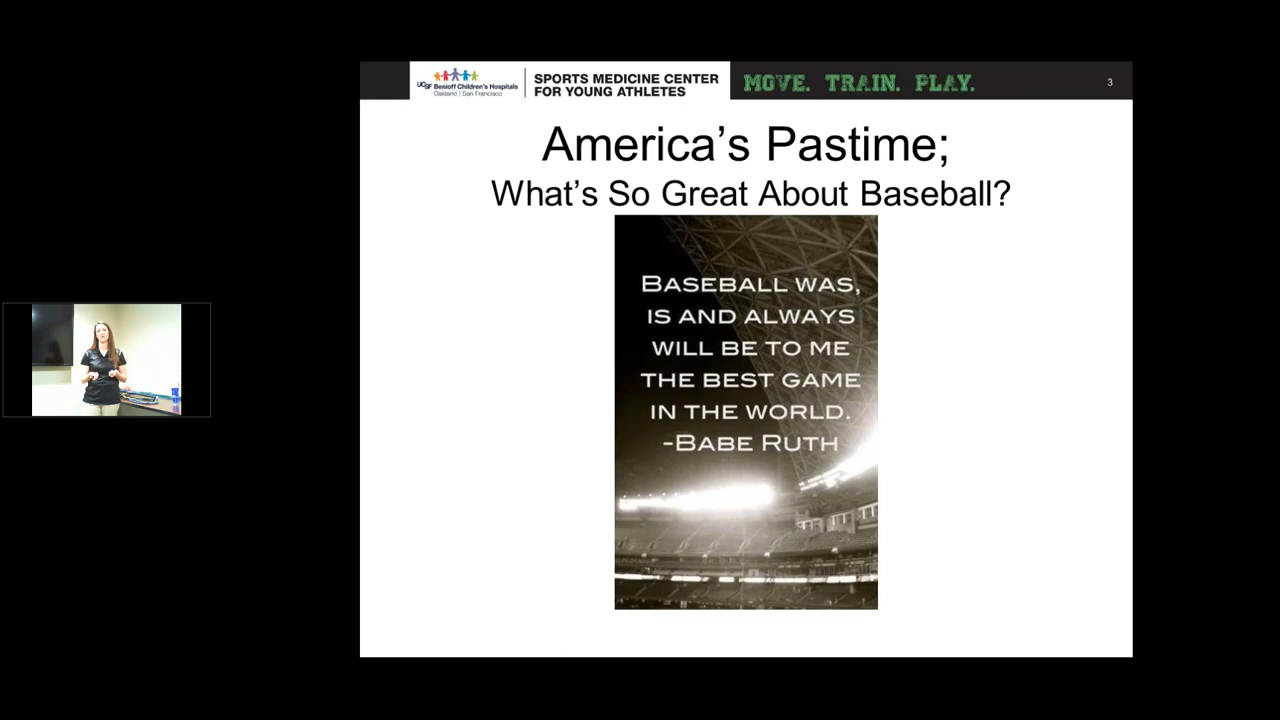 UCSF Benioff Children's Hospitals
Oakland | San Francisco
SPORTS MEDICINE CENTER
FOR YOUNG ATHLETES
MOVE. TRAIN. PLAY.
3
America's Pastime;
What's So Great About Baseball?
BASEBALL WAS,
IS AND ALWAYS
WILL BE TO ME
THE BEST GAME
IN THE WORLD.
-BABE RUTH